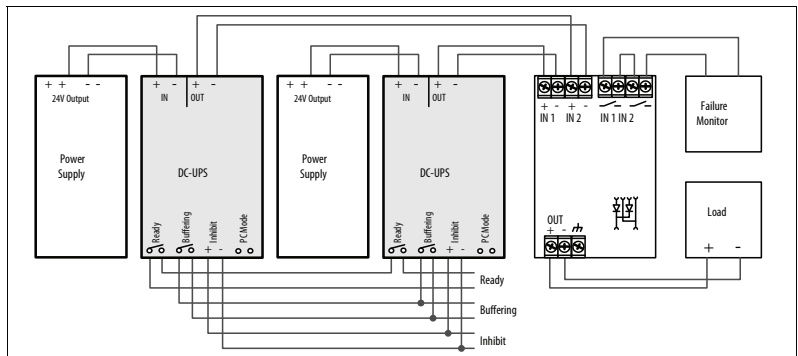 + + - -
24V Output
Power
Supply
+ - + -
IN OUT
DC-UPS
Ready
Buffering
Inhibit
+ -
PC Mode
+ + - -
24V Output
Power
Supply
+ - + -
IN OUT
DC-UPS
Ready
Buffering
Inhibit
+ -
PC Mode
+ - + -
IN 1 IN 2
IN 1 IN 2
OUT
+ -
Failure
Monitor
Load
+ -
Ready
Buffering
Inhibit